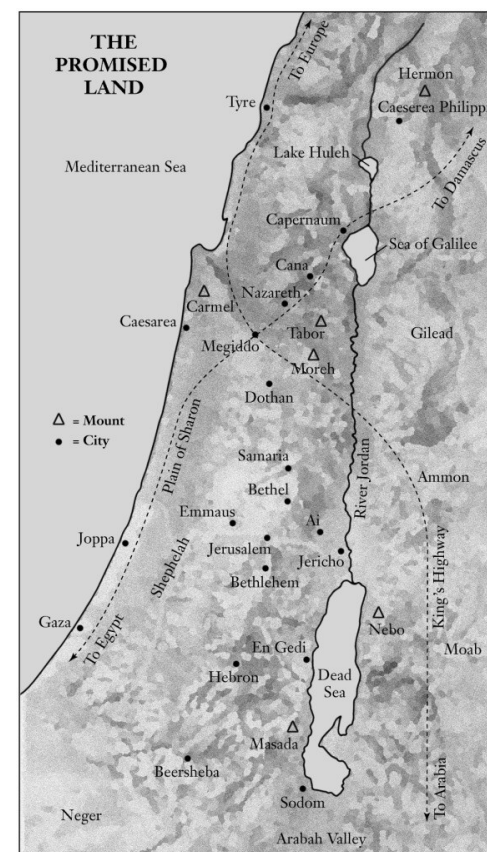 THE
PROMISED
LAND
To Europe
Hermon
Caeserea Philippi
Tyre
Mediterranean Sea
Lake Huleh
To Damascus
Capernaum
Sea of Galilee
Cana
Nazareth
Carmel
Caesarea
Tabor
Megiddo
Gilead
Moreh
Dothan
= Mount
= City
Plain of Sharon
Samaria
Bethel
River Jordan
Ammon
Emmaus
Ai
Joppa
Shephelah
Jerusalem
Jericho
Bethlehem
King's Highway
Gaza
To Egypt
Nebo
En Gedi
Moab
Hebron
Dead
Sea
Masada
Beersheba
To Arabia
Sodom
Neger
Arabah Valley